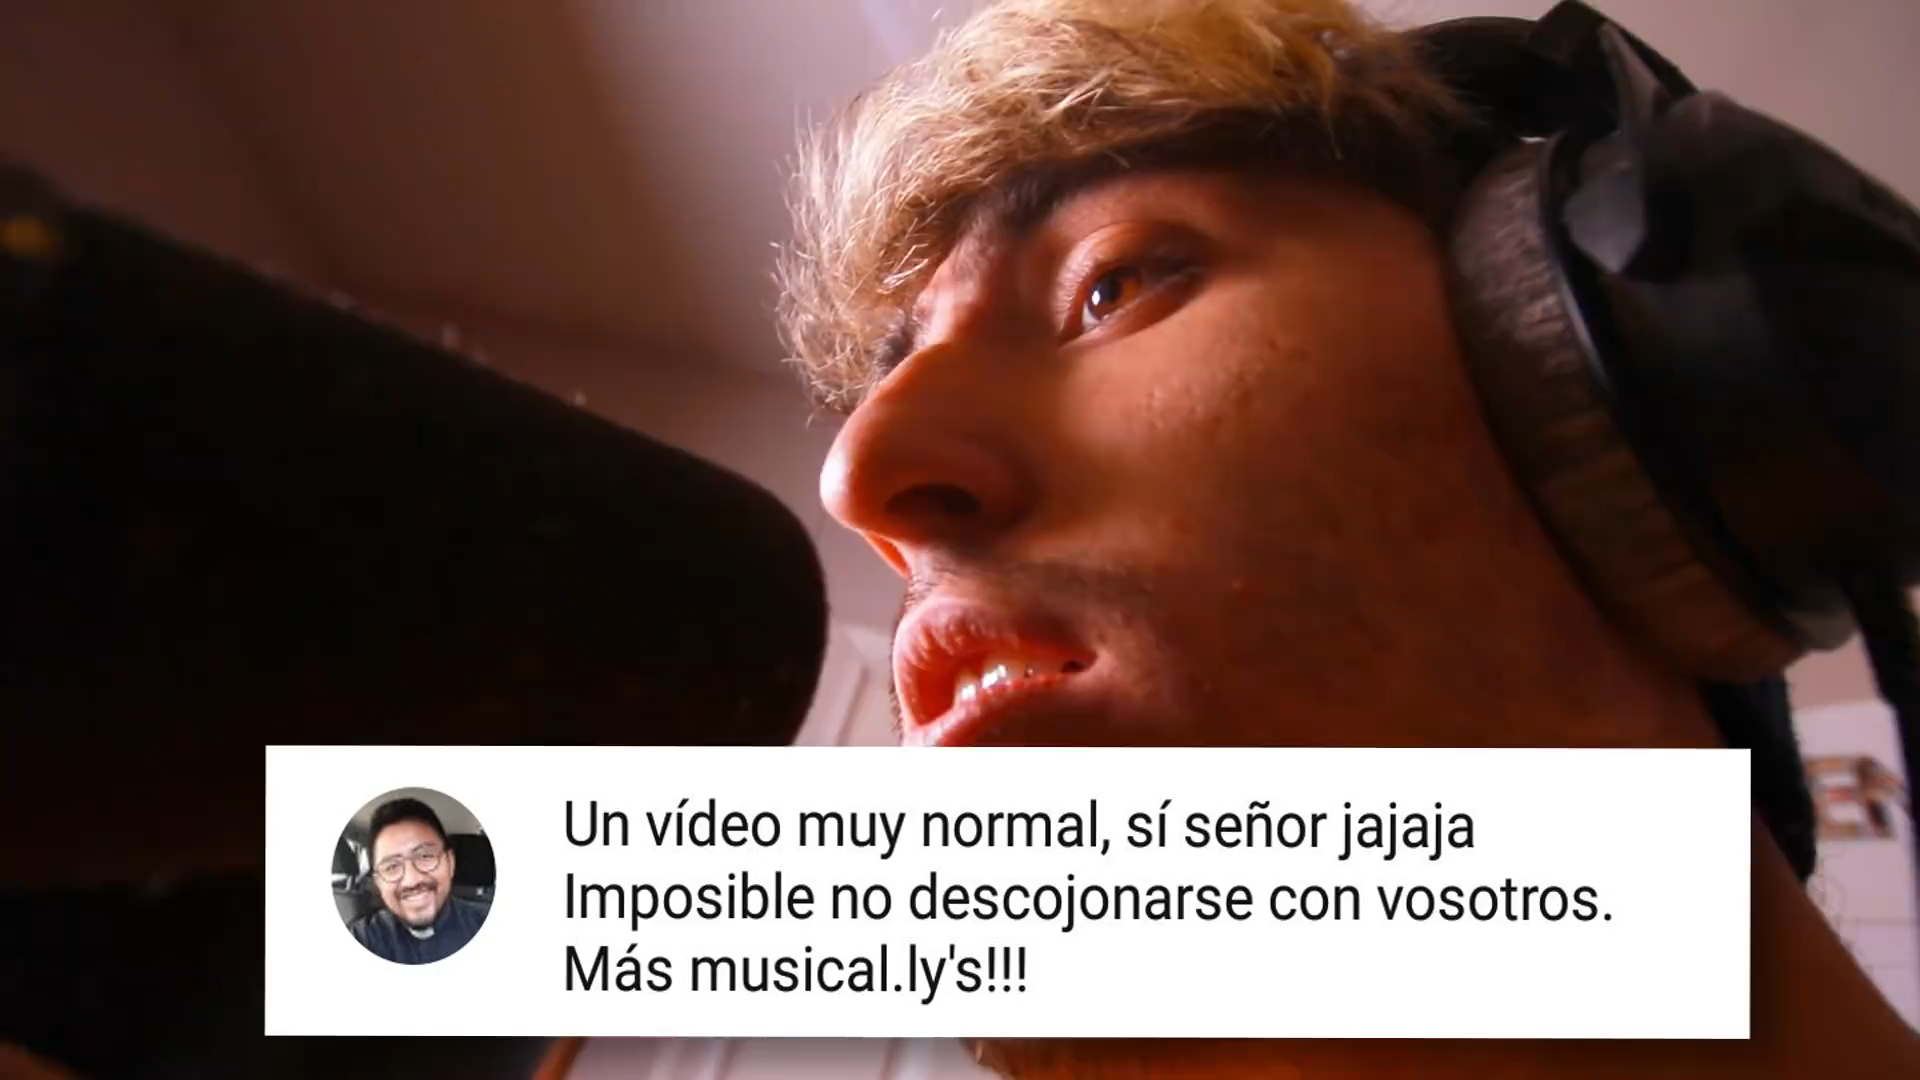 Un vídeo muy normal, sí señor jajaja
Imposible no descojonarse con vosotros.
Más musical.ly's!!!